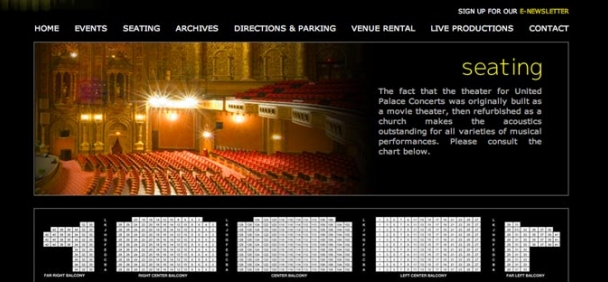 SIGN UP FOR OUR E-NEWSLETTER
HOME EVENTS SEATING ARCHIVES DIRECTIONS & PARKING VENUE RENTAL LIVE PRODUCTIONS CONTACT
seating
The fact that the theater for United
Palace Concerts was originally built as
a movie theater, then refurbished as a
church makes the acoustics
outstanding for all varieties of musical
performances. Please consult the
chart below.
FAR RIGHT BALCONY RIGHT CENTER BALCONY CENTER BALCONY LEFT CENTER BALCONY FAR LEFT BALCONY